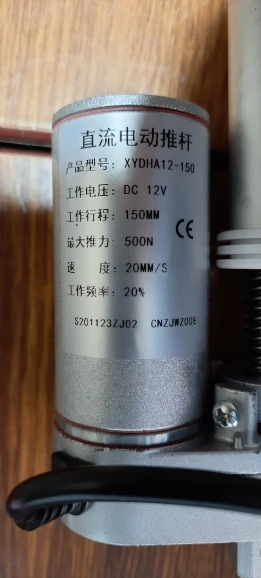 直流电动推杆
产品型号: XYDHA12-150
工作电压: DC 12V
工作行程: 150MM
最大推力: 500N
CE
速 度: 20MM/S
工作频率: 20%
S201123ZJ02 CNZJWZ008